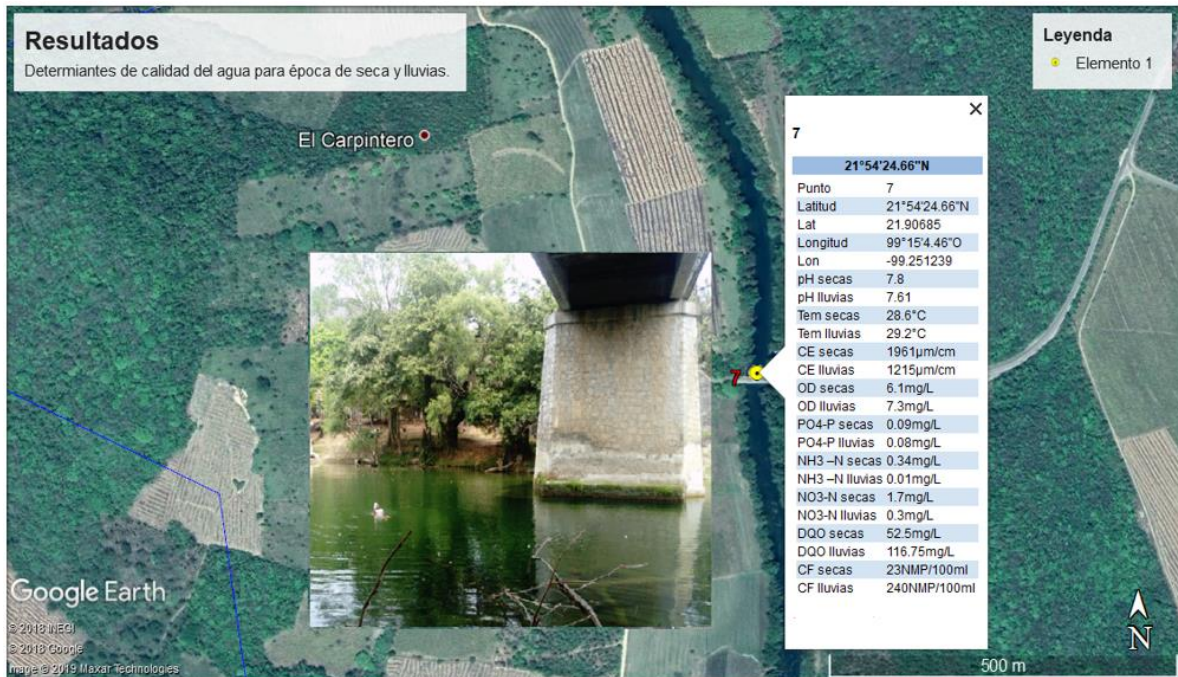 Resultados
Determiantes de calidad del agua para época de seca y lluvias.
Leyenda
Elemento 1
El Carpintero
7
21°54'24.66"N
Punto 7
Latitud 21°54'24.66"N
Lat 21.90685
Longitud 99°15'4.46"O
Lon -99.251239
pH secas 7.8
pH lluvias 7.61
Tem secas 28.6°C
Tem lluvias 29.2°C
CE secas 1961µm/cm
CE lluvias 1215µm/cm
OD secas 6.1mg/L
OD lluvias 7.3mg/L
PO4-P secas 0.09mg/L
PO4-P lluvias 0.08mg/L
NH3 –N secas 0.34mg/L
NH3 –N lluvias 0.01mg/L
NO3-N secas 1.7mg/L
NO3-N lluvias 0.3mg/L
DQO secas 52.5mg/L
DQO lluvias 116.75mg/L
CF secas 23NMP/100ml
CF lluvias 240NMP/100ml
7
Google Earth
© 2018 INEGI
© 2018 Google
Image © 2019 Maxar Technologies
N
500 m